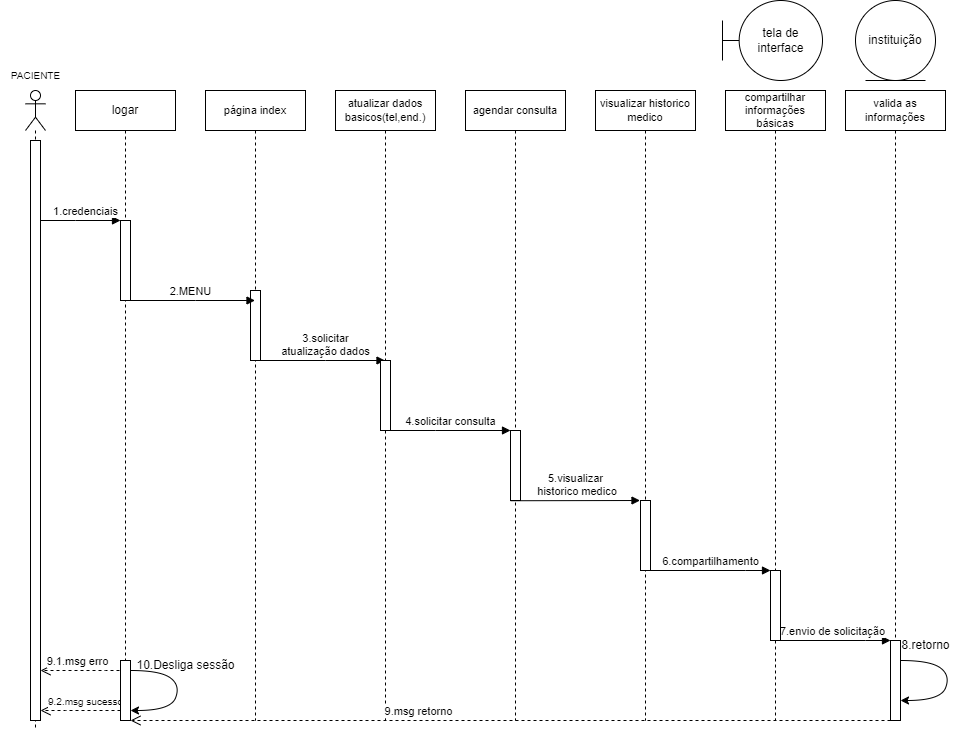 tela de
interface
instituição
PACIENTE
logar
página index
atualizar dados
basicos(tel,end.)
agendar consulta
visualizar historico
medico
compartilhar
informações
básicas
valida as
informações
1.credenciais
2.MENU
3.solicitar
atualização dados
4.solicitar consulta
5.visualizar
historico medico
6.compartilhamento
7.envio de solicitação
8.retorno
9.1.msg erro
10.Desliga sessão
9.2.msg sucesso
9.msg retorno